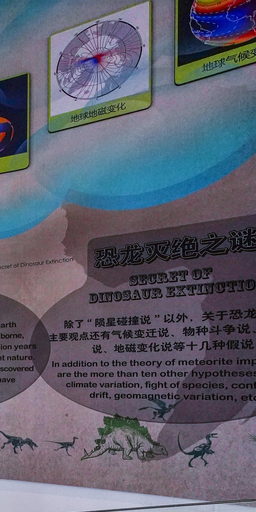 地球地磁变化
地球气候变
ecret of Dinosaur Extinction
恐龙灭绝之谜
SECRET OF
DINOSAUR EXTINCTIO
arth
borne,
ion years
nt nature.
scovered
have
除了“陨星碰撞说”以外，关于恐龙
主要观点还有气候变迁说、物种斗争说、
说、地磁变化说等十几种假说
In addition to the theory of meteorite imp
are the more than ten other hypotheses
climate variation, fight of species, cont
drift, geomagnetic variation, etc